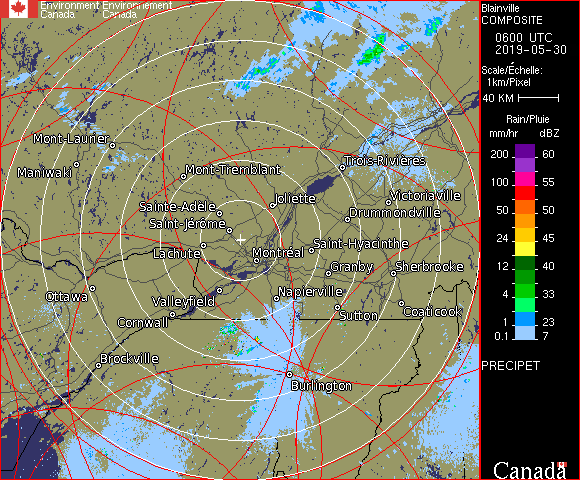 Environment Environnement
Canada Canada
Blainville
COMPOSITE
0600 UTC
2019-05-30
Scale/Échelle:
1km/Pixel
40 KM
Rain/Pluie
mm/hr dBZ
200 60
100 55
50 50
24 45
12 40
4 33
1 23
0.1 7
PRECIPET
Mont-Laurier
Maniwaki
Mont-Tremblant
Trois-Rivières
Sainte-Adèle
Joliette
Victoriaville
Saint-Jérôme
Drummondville
Lachute
Montréal
Saint-Hyacinthe
Granby
Sherbrooke
Ottawa
Valleyfield
Napierville
Cornwall
Sutton
Coaticook
Brockville
Burlington
Canada